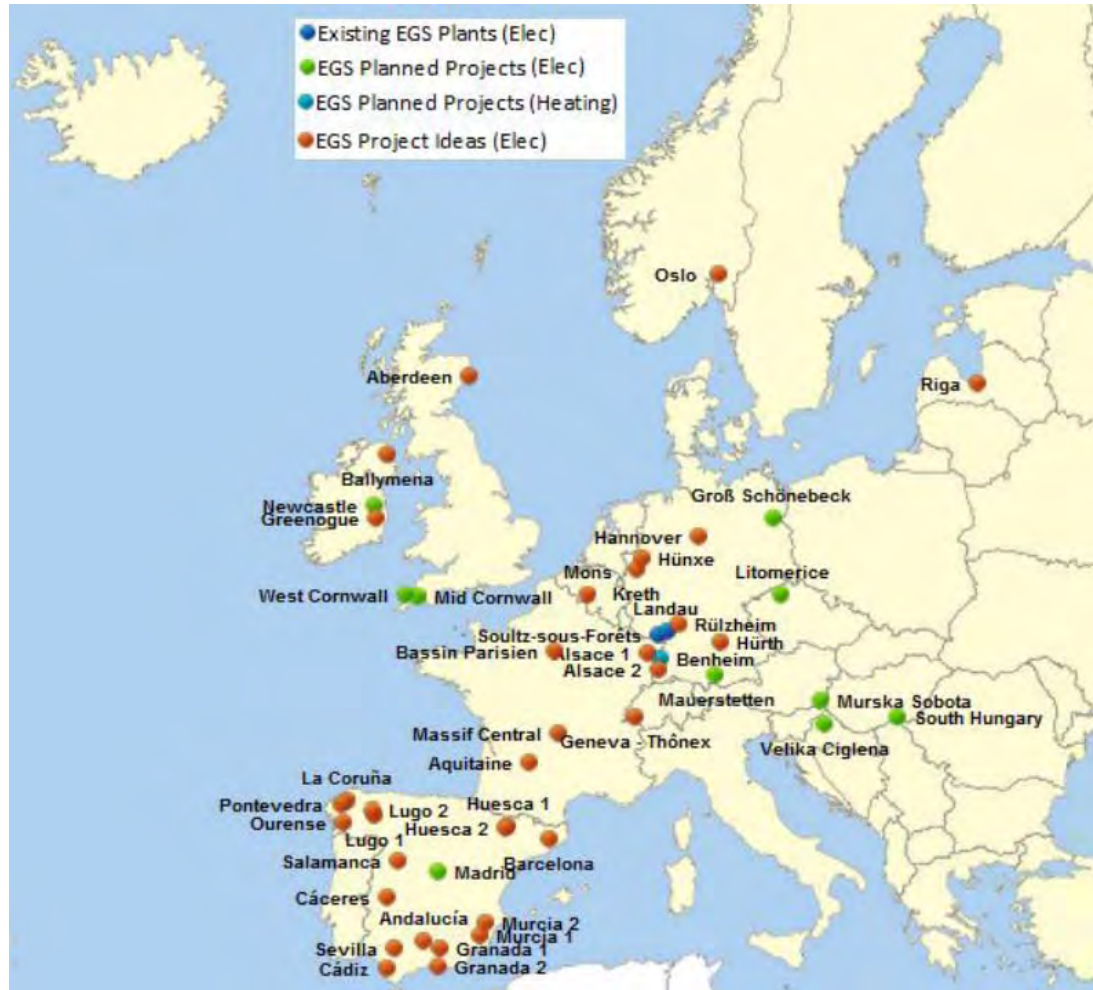 Existing EGS Plants (Elec)
EGS Planned Projects (Elec)
EGS Planned Projects (Heating)
EGS Project Ideas (Elec)
Oslo
Aberdeen
Riga
Ballymena
Newcastle
Greenogue
Groß Schönebeck
Hannover
Hünxe
Mons
Litomerice
West Cornwall
Mid Cornwall
Kreth
Landau
Rülzheim
Soultz-sous-Forêts
Hürth
Bassin Parisien
Alsace 1
Benheim
Alsace 2
Mauerstetten
Murska Sobota
South Hungary
Massif Central
Geneva - Thônex
Velika Ciglena
Aquitaine
La Coruña
Pontevedra
Lugo 2
Huesca 1
Ourense
Huesca 2
Lugo 1
Salamanca
Barcelona
Madrid
Cáceres
Andalucía
Murcia 2
Murcia 1
Sevilla
Granada 1
Cádiz
Granada 2